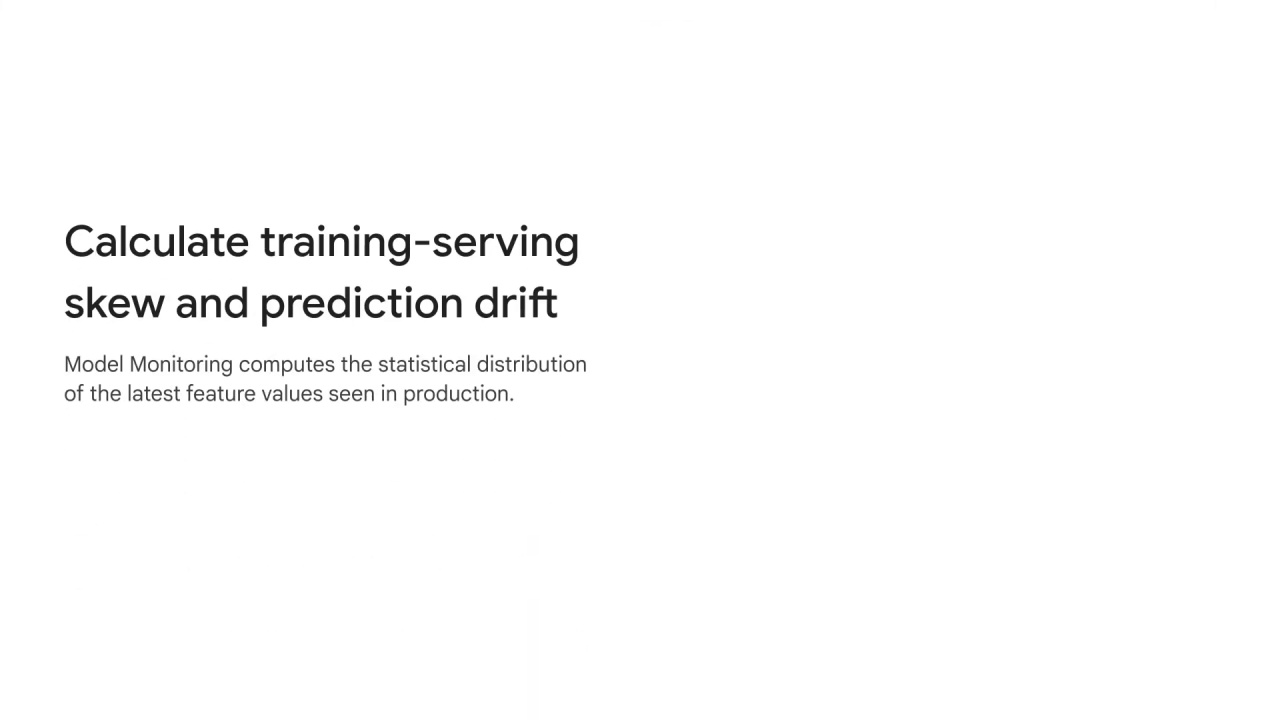 Calculate training-serving
skew and prediction drift
Model Monitoring computes the statistical distribution
of the latest feature values seen in production.